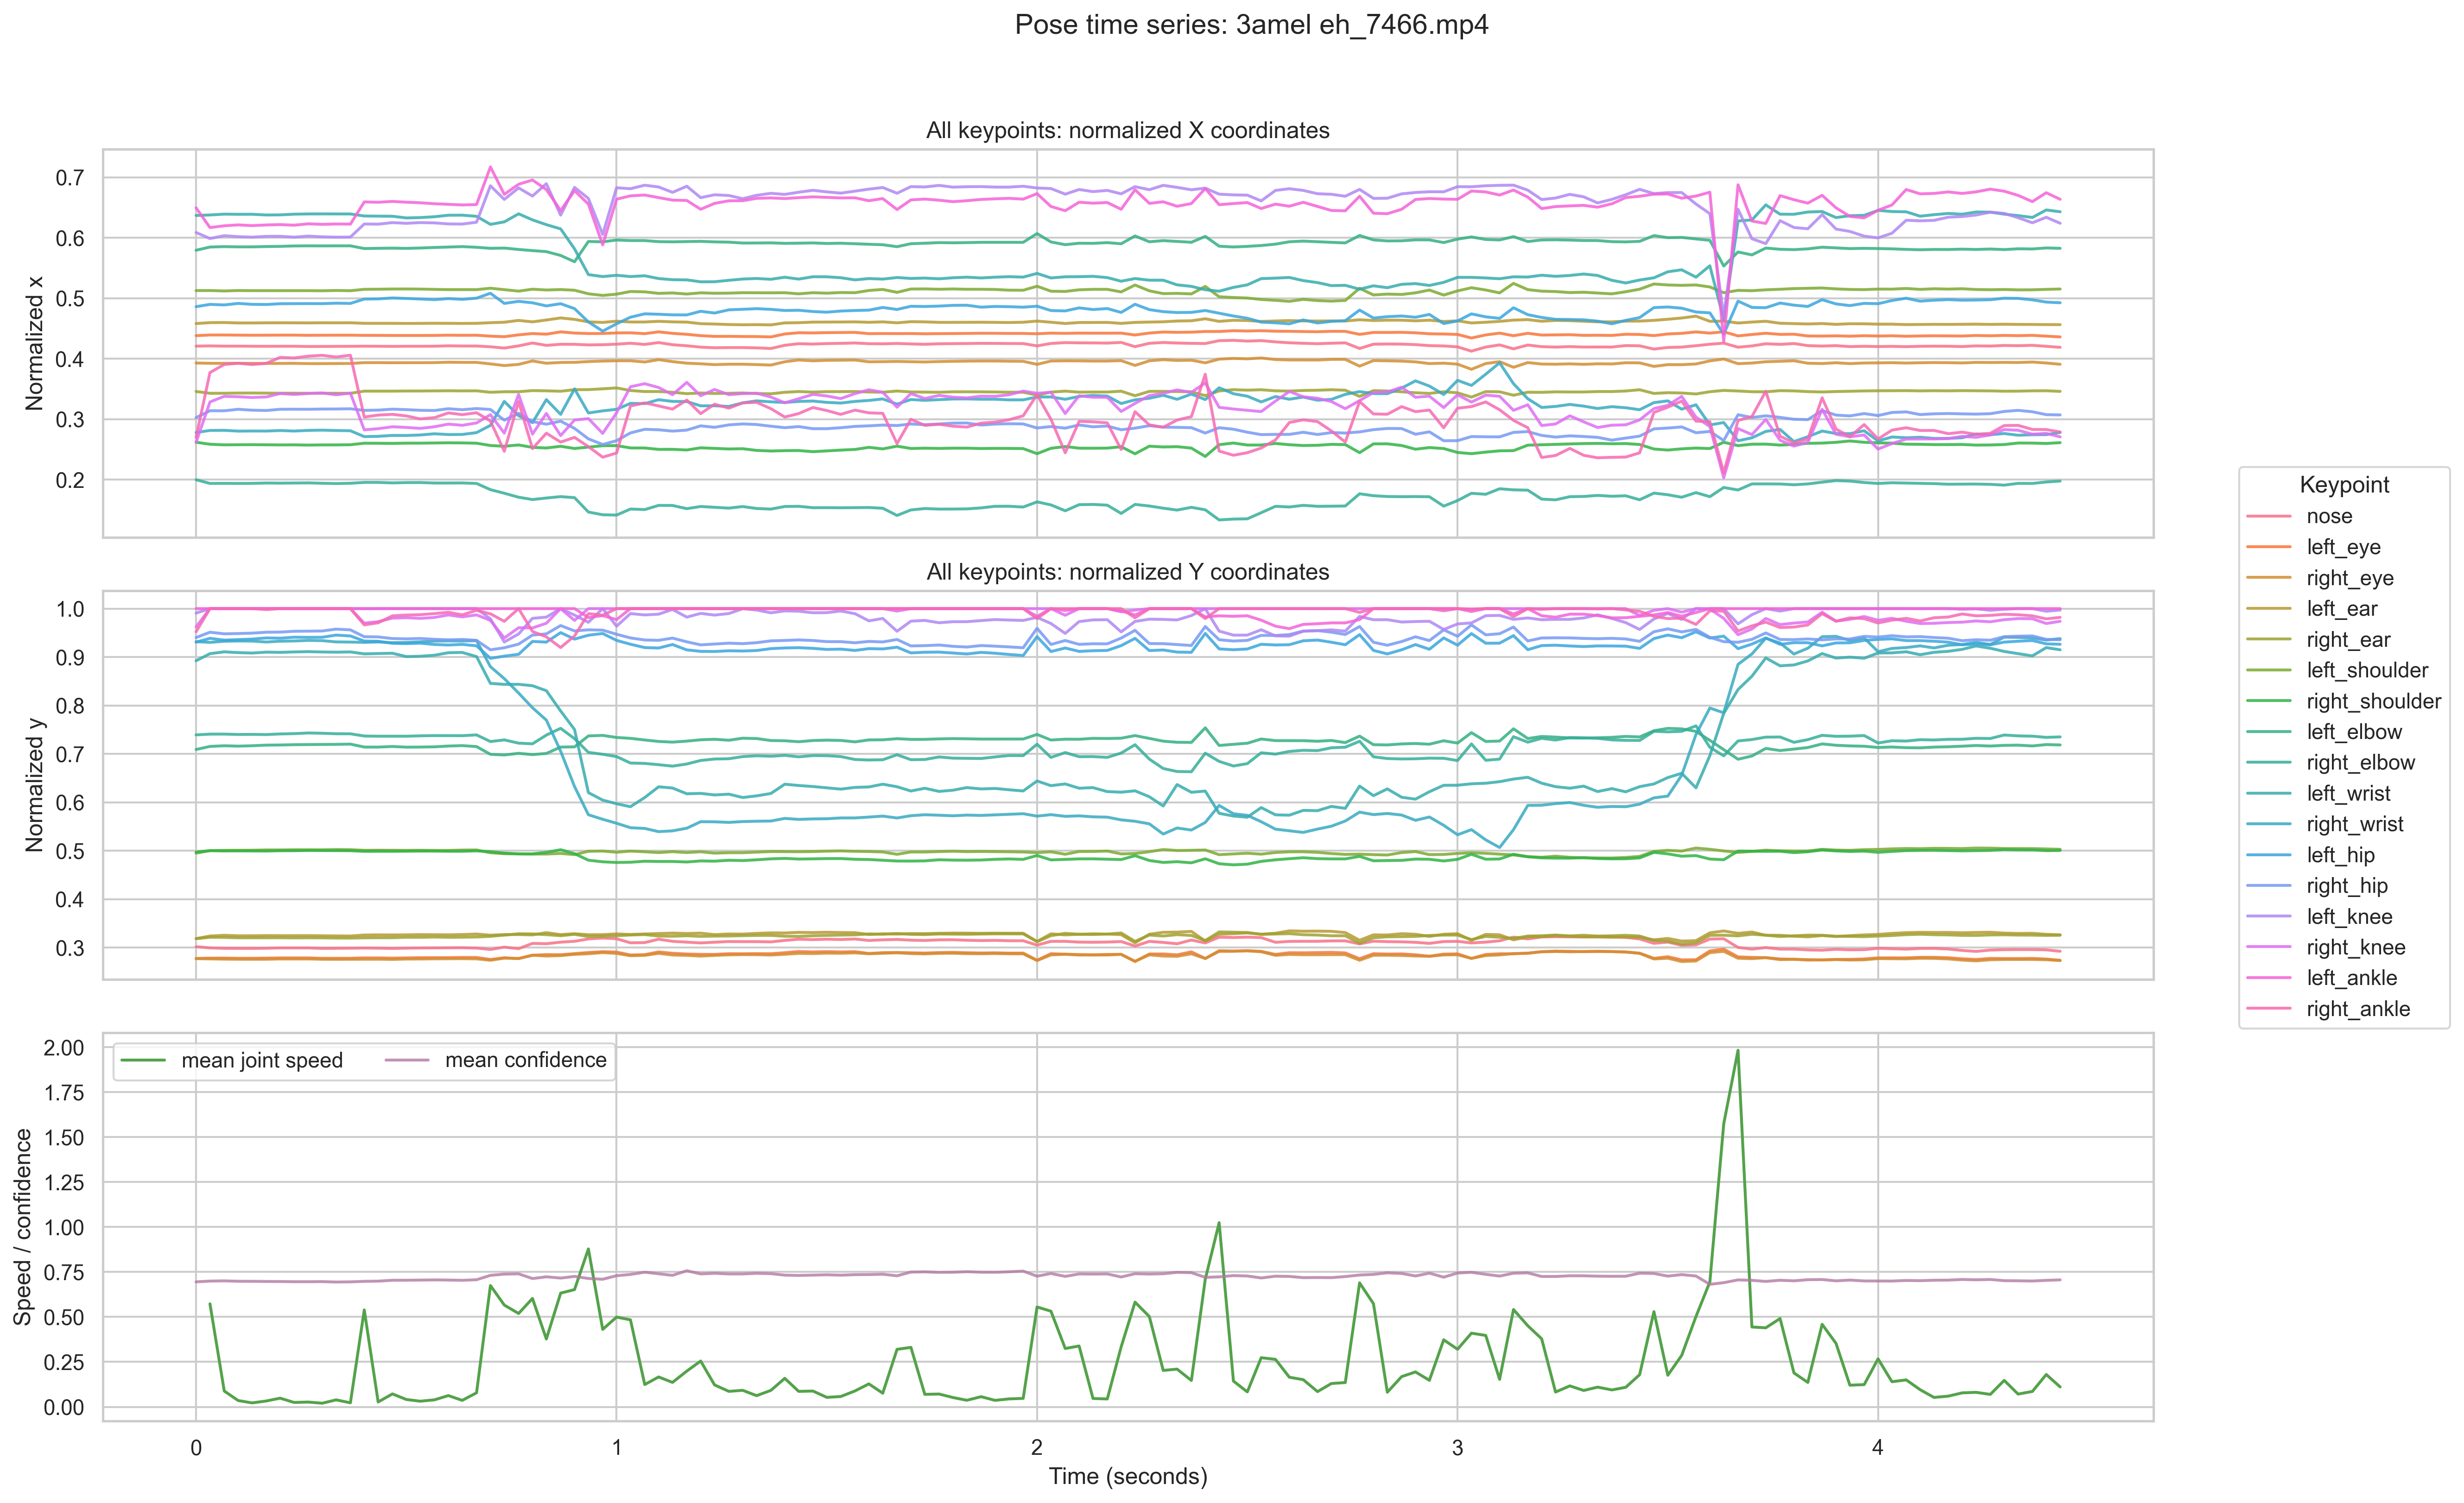 Pose time series: 3amel eh_7466.mp4
All keypoints: normalized X coordinates
Normalized x
0.7
0.6
0.5
0.4
0.3
0.2
All keypoints: normalized Y coordinates
Normalized y
1.0
0.9
0.8
0.7
0.6
0.5
0.4
0.3
Keypoint
nose
left_eye
right_eye
left_ear
right_ear
left_shoulder
right_shoulder
left_elbow
right_elbow
left_wrist
right_wrist
left_hip
right_hip
left_knee
right_knee
left_ankle
right_ankle
mean joint speed
mean confidence
Speed / confidence
2.00
1.75
1.50
1.25
1.00
0.75
0.50
0.25
0.00
0 1 2 3 4
Time (seconds)